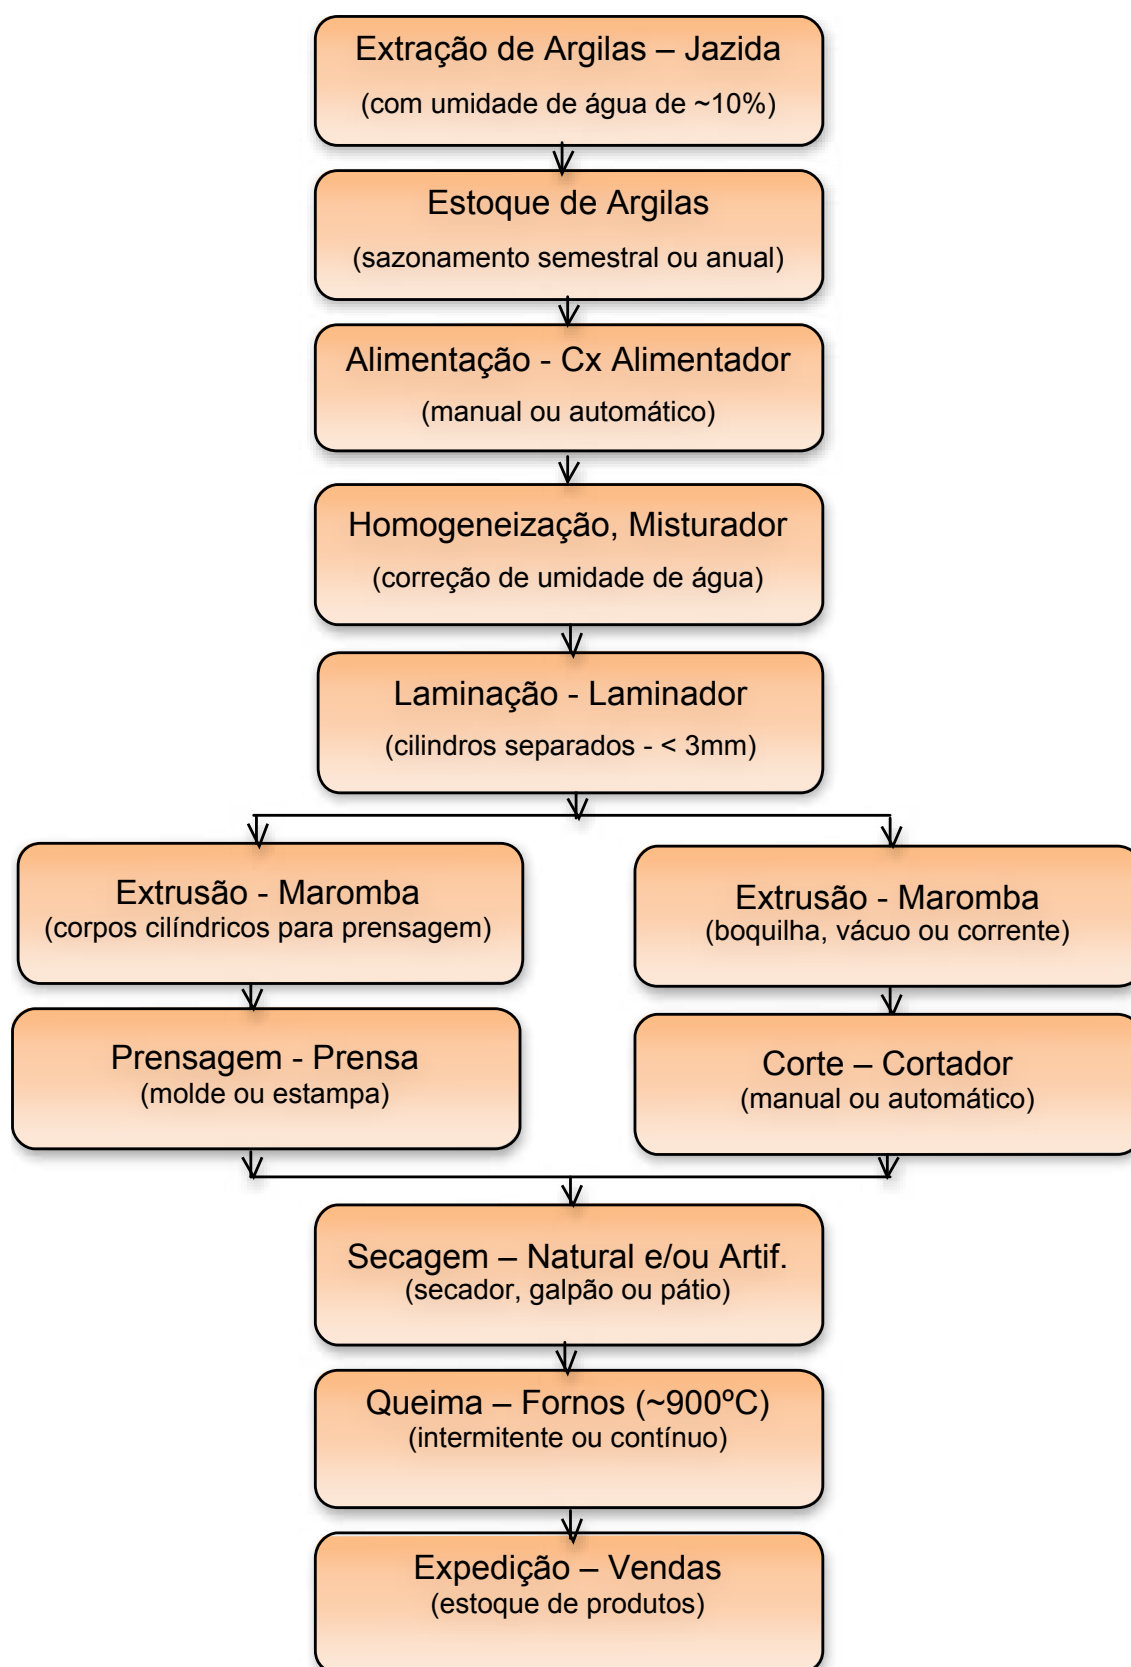 Extração de Argilas – Jazida
(com umidade de água de ~10%)
Estoque de Argilas
(sazonamento semestral ou anual)
Alimentação - Cx Alimentador
(manual ou automático)
Homogeneização, Misturador
(correção de umidade de água)
Laminação - Laminador
(cilindros separados - < 3mm)
Extrusão - Maromba
(corpos cilíndricos para prensagem)
Extrusão - Maromba
(boquilha, vácuo ou corrente)
Prensagem - Prensa
(molde ou estampa)
Corte – Cortador
(manual ou automático)
Secagem – Natural e/ou Artif.
(secador, galpão ou pátio)
Queima – Fornos (~900ºC)
(intermitente ou contínuo)
Expedição – Vendas
(estoque de produtos)